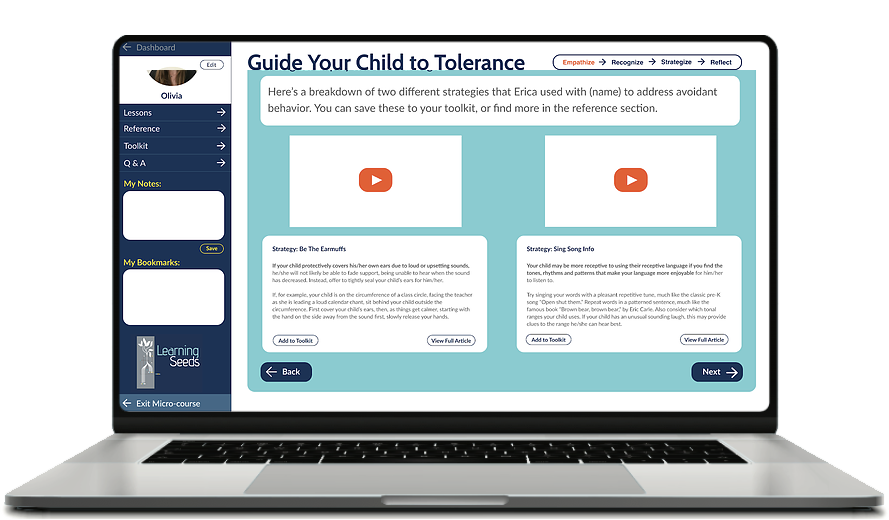 Dashboard
Edit
Olivia
Lessons
Reference
Toolkit
Q & A
My Notes:
Save
My Bookmarks:
Learning
Seeds
Exit Micro-course
Guide Your Child to Tolerance
Empathize → Recognize → Strategize → Reflect
Here's a breakdown of two different strategies that Erica used with (name) to address avoidant
behavior. You can save these to your toolkit, or find more in the reference section.
Strategy: Be The Earmuffs
If your child protectively covers his/her own ears due to loud or upsetting sounds,
he/she will not likely be able to fade support, being unable to hear when the sound
has decreased. Instead, offer to tightly seal your child's ears for him/her.
If, for example, your child is on the circumference of a class circle, facing the teacher
as she is leading a loud calendar chant, sit behind your child outside the
circumference. First cover your child's ears, then, as things get calmer, starting with
the hand on the side away from the sound first, slowly release your hands.
Add to Toolkit
View Full Article
Strategy: Sing Song Info
Your child may be more receptive to using their receptive language if you find the
tones, rhythms and patterns that make your language more enjoyable for him/her
to listen to.
Try singing your words with a pleasant repetitive tune, much like the classic pre-K
song "Open shut them." Repeat words in a patterned sentence, much like the
famous book "Brown bear, brown bear," by Eric Carle. Also consider which tonal
ranges your child uses. If your child has an unusual sounding laugh, this may provide
clues to the range he/she can hear best.
Add to Toolkit
View Full Article
Back
Next